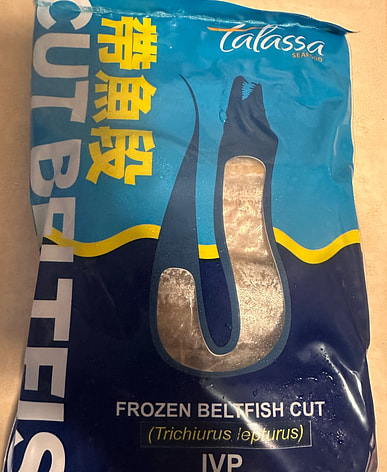 Talassa
SEAFOOD
帶魚段
CUT BELTFIS
FROZEN BELTFISH CUT
(Trichiurus lepturus)
IVP